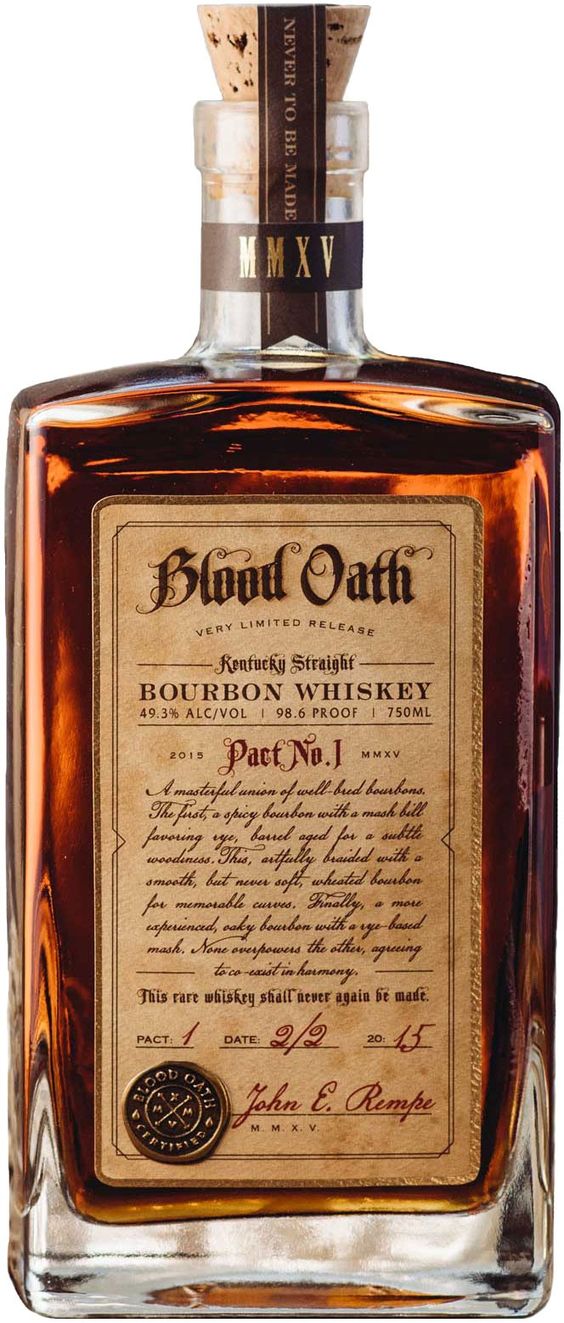 NEVER TO BE MADE
MMXV
Blood Oath
VERY LIMITED RELEASE
Kentucky Straight
BOURBON WHISKEY
49.3% ALC/VOL | 98.6 PROOF | 750ML
2015 Pact No.1 MMXV
A masterful union of well-bred bourbons.
The first, a spicy bourbon with a mash bill
favoring rye, barrel aged for a subtle
woodiness. This, artfully braided with a
smooth, but never soft, wheated bourbon
for memorable curves. Finally, a more
experienced, oaky bourbon with a rye-based
mash. None overpowers the other, agreeing
to co-exist in harmony.
This rare whiskey shall never again be made.
PACT: 1 DATE: 2/2 20: 15
BLOOD OATH
XMMV
CERTIFIED
John E. Rempe
M. M. X. V.